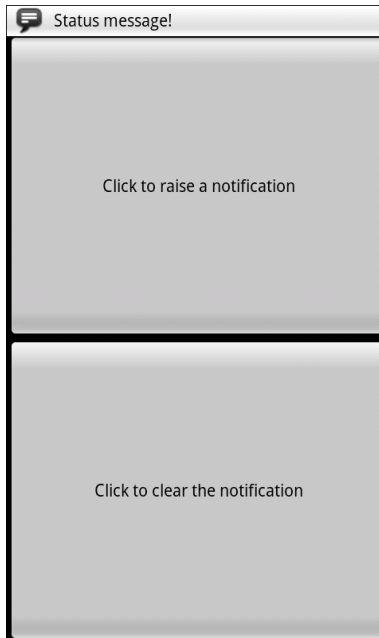 Status message!
Click to raise a notification
Click to clear the notification